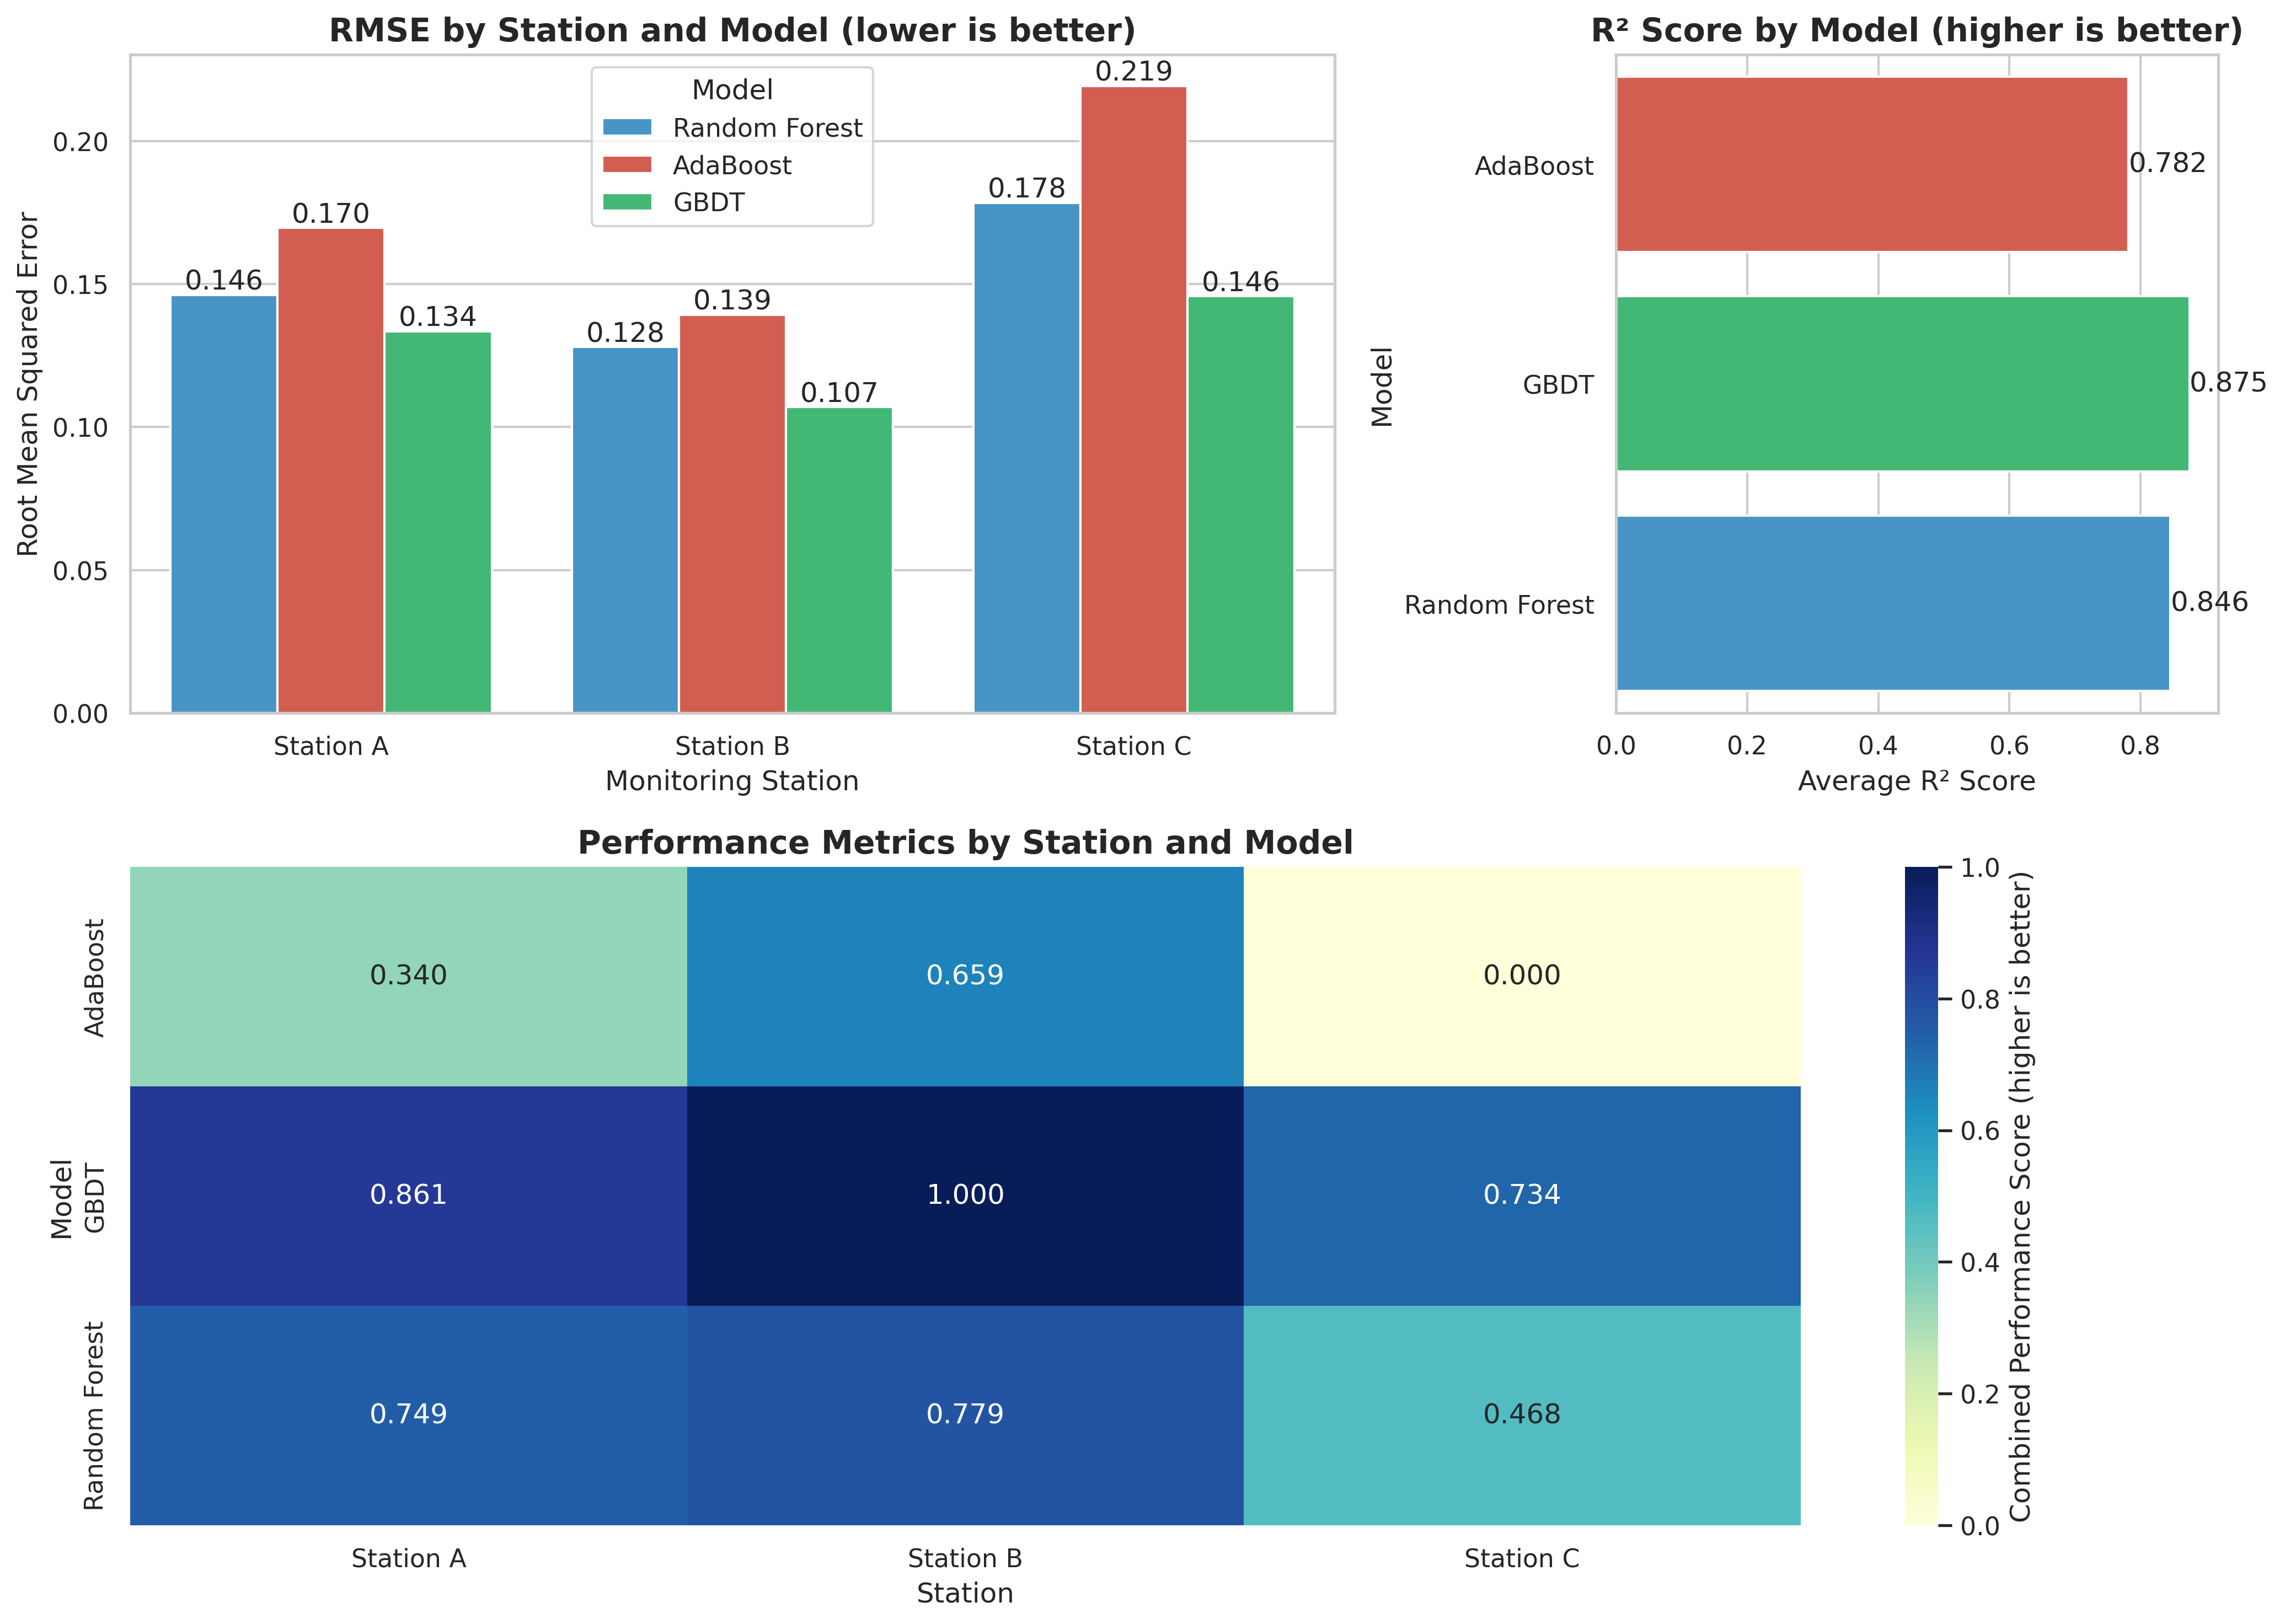 RMSE by Station and Model (lower is better)
Root Mean Squared Error
0.20
0.15
0.10
0.05
0.00
Model
Random Forest
AdaBoost
GBDT
0.146
0.170
0.134
0.128
0.139
0.107
0.178
0.219
0.146
Station A
Station B
Station C
Monitoring Station
R² Score by Model (higher is better)
Model
AdaBoost
0.782
GBDT
0.875
Random Forest
0.846
0.0
0.2
0.4
0.6
0.8
Average R² Score
Performance Metrics by Station and Model
Model
AdaBoost
0.340
0.659
0.000
GBDT
0.861
1.000
0.734
Random Forest
0.749
0.779
0.468
Station A
Station B
Station C
Station
1.0
0.8
0.6
0.4
0.2
0.0
Combined Performance Score (higher is better)